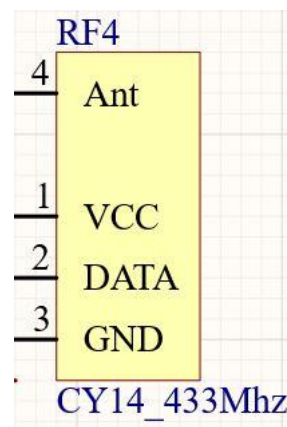 RF4
4 Ant
1 VCC
2 DATA
3 GND
CY14_433Mhz